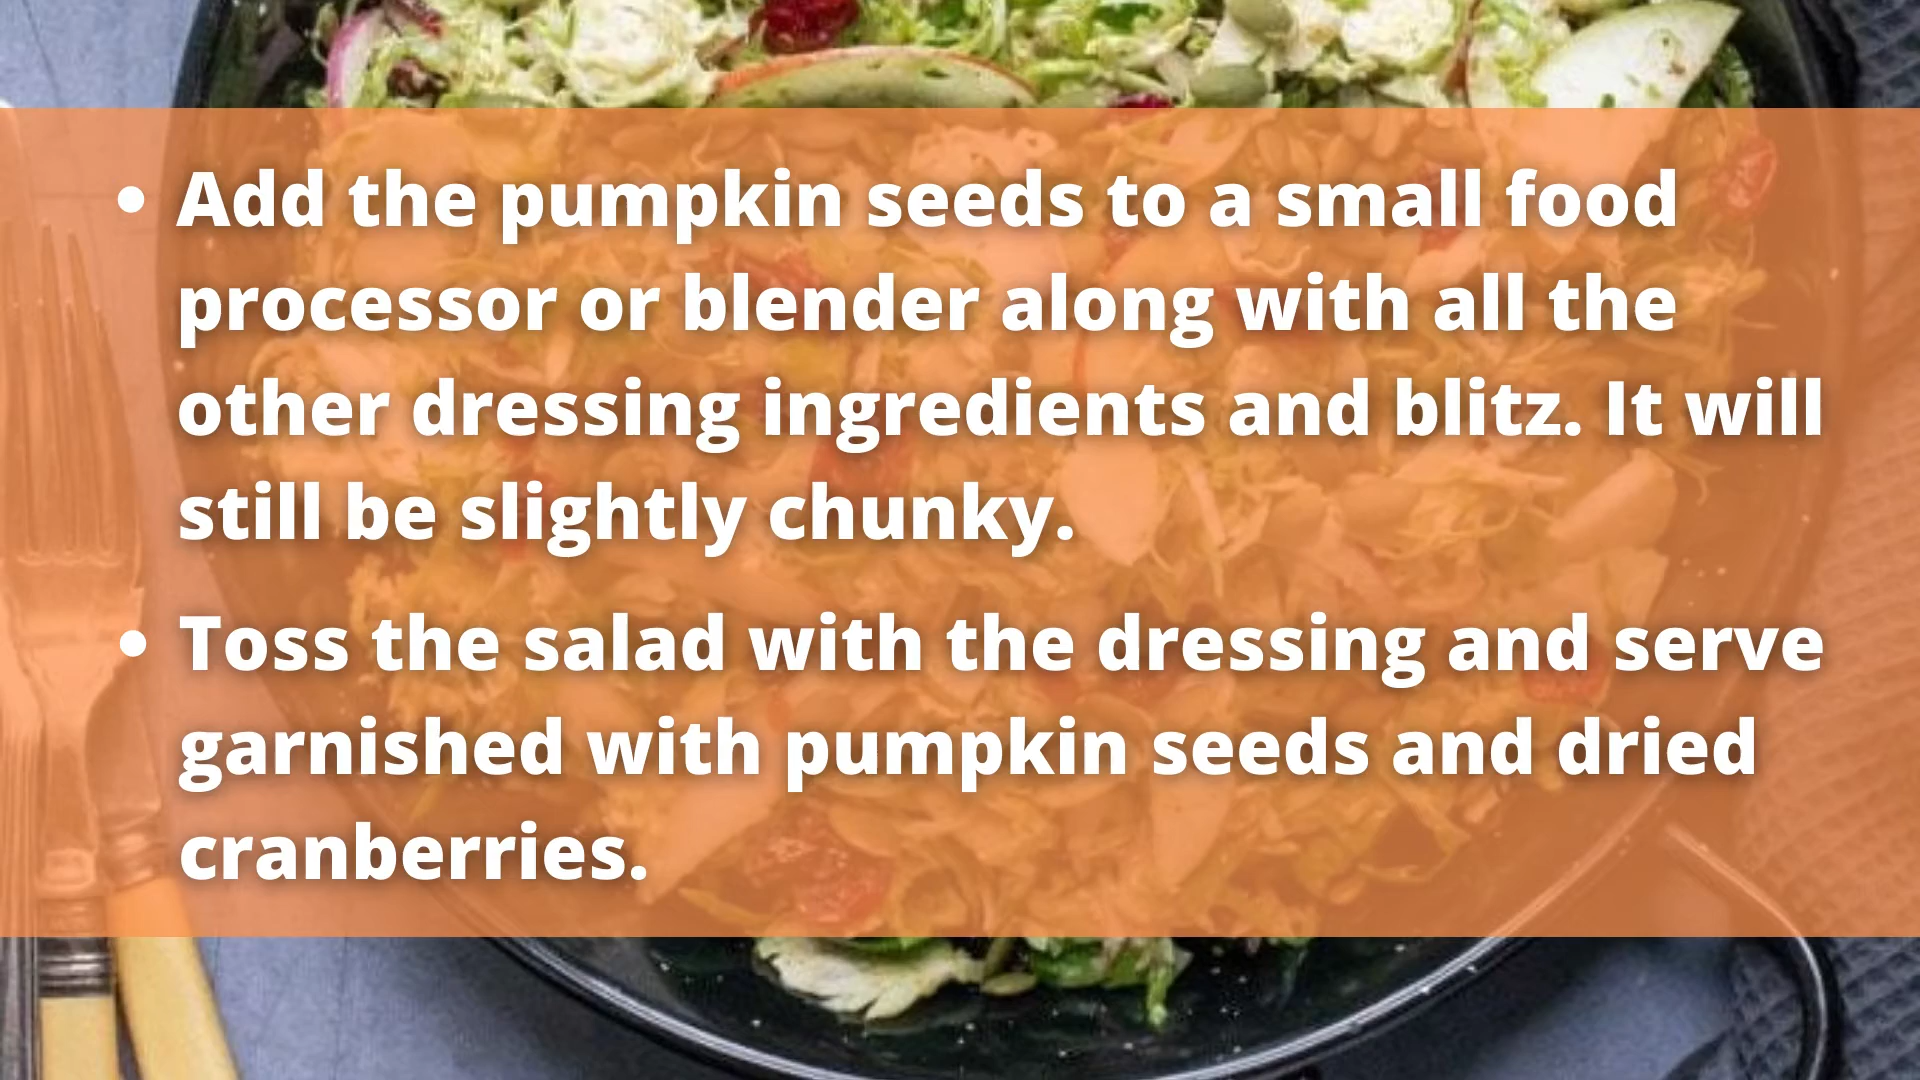 • Add the pumpkin seeds to a small food
processor or blender along with all the
other dressing ingredients and blitz. It will
still be slightly chunky.
• Toss the salad with the dressing and serve
garnished with pumpkin seeds and dried
cranberries.